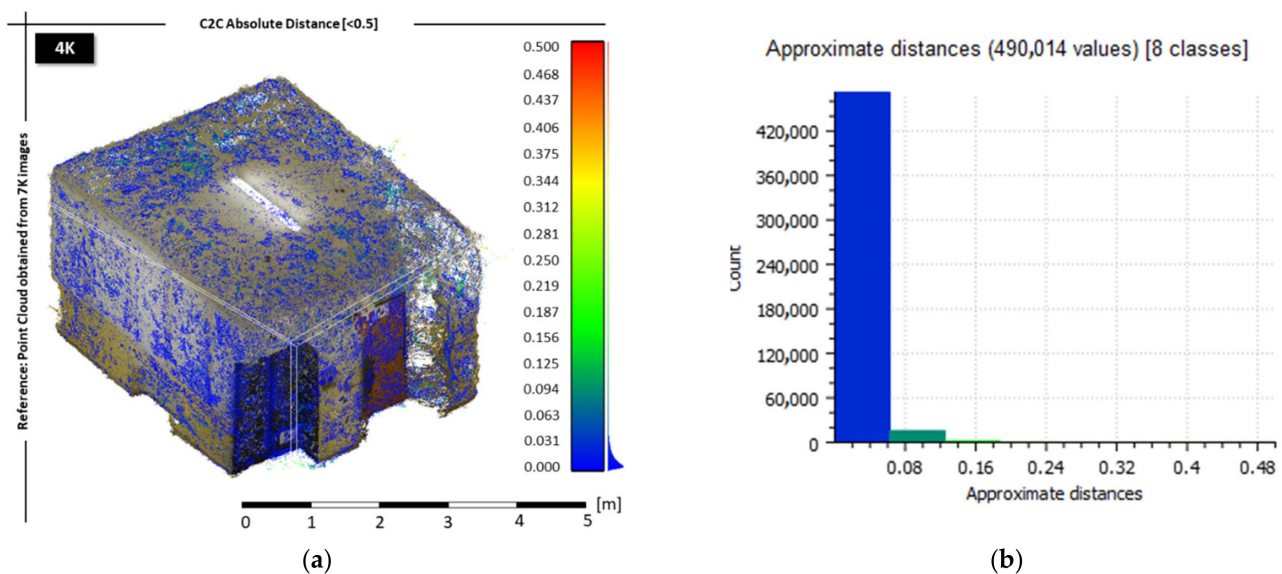 C2C Absolute Distance [<0.5]
4K
Reference: Point Cloud obtained from 7K images
0.500
0.468
0.437
0.406
0.375
0.344
0.312
0.281
0.250
0.219
0.187
0.156
0.125
0.094
0.063
0.031
0.000
[m]
0 1 2 3 4 5
(a)
Approximate distances (490,014 values) [8 classes]
Count
420,000
360,000
300,000
240,000
180,000
120,000
60,000
0
0.08 0.16 0.24 0.32 0.4 0.48
Approximate distances
(b)